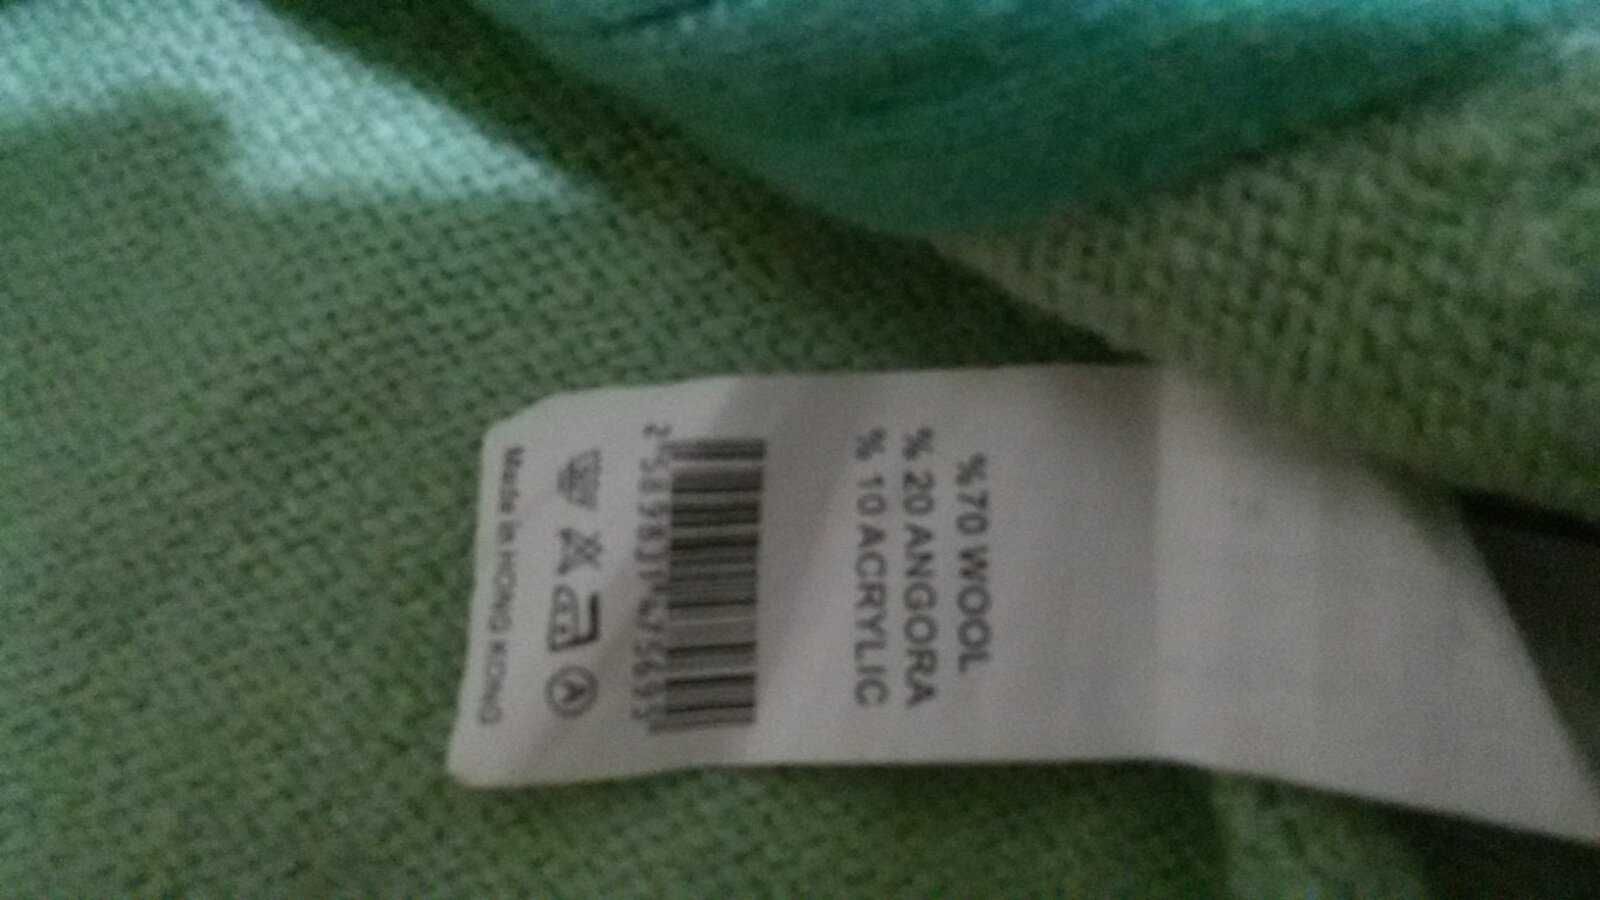 %70 WOOL
% 20 ANGORA
% 10 ACRYLIC
A
Made in HONG KONG